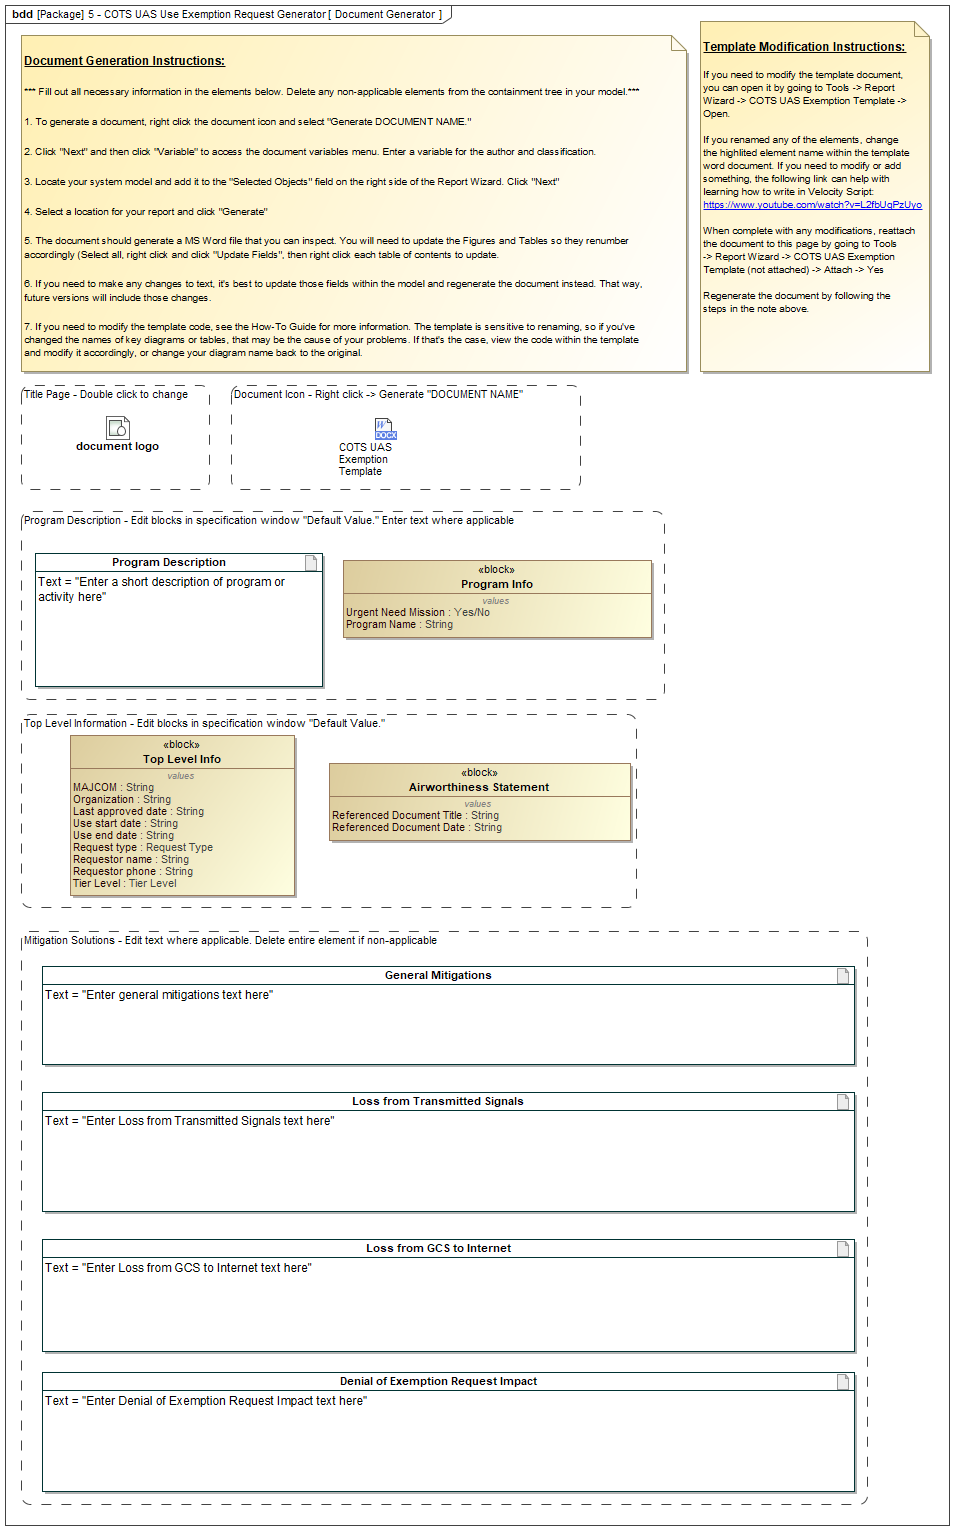 bdd [Package] 5 - COTS UAS Use Exemption Request Generator [ Document Generator ]
Document Generation Instructions:
*** Fill out all necessary information in the elements below. Delete any non-applicable elements from the containment tree in your model.***
1. To generate a document, right click the document icon and select "Generate DOCUMENT NAME."
2. Click "Next" and then click "Variable" to access the document variables menu. Enter a variable for the author and classification.
3. Locate your system model and add it to the "Selected Objects" field on the right side of the Report Wizard. Click "Next"
4. Select a location for your report and click "Generate"
5. The document should generate a MS Word file that you can inspect. You will need to update the Figures and Tables so they renumber
accordingly (Select all, right click and click "Update Fields", then right click each table of contents to update.
6. If you need to make any changes to text, it's best to update those fields within the model and regenerate the document instead. That way,
future versions will include those changes.
7. If you need to modify the template code, see the How-To Guide for more information. The template is sensitive to renaming, so if you've
changed the names of key diagrams or tables, that may be the cause of your problems. If that's the case, view the code within the template
and modify it accordingly, or change your diagram name back to the original.
Template Modification Instructions:
If you need to modify the template document,
you can open it by going to Tools -> Report
Wizard -> COTS UAS Exemption Template ->
Open.
If you renamed any of the elements, change
the highlited element name within the template
word document. If you need to modify or add
something, the following link can help with
learning how to write in Velocity Script:
https://www.youtube.com/watch?v=L2fbUqPzUyo
When complete with any modifications, reattach
the document to this page by going to Tools
-> Report Wizard -> COTS UAS Exemption
Template (not attached) -> Attach -> Yes
Regenerate the document by following the
steps in the note above.
Title Page - Double click to change
document logo
Document Icon - Right click -> Generate "DOCUMENT NAME"
W
DOCX
COTS UAS
Exemption
Template
Program Description - Edit blocks in specification window "Default Value." Enter text where applicable
Program Description
Text = "Enter a short description of program or
activity here"
«block»
Program Info
values
Urgent Need Mission : Yes/No
Program Name : String
Top Level Information - Edit blocks in specification window "Default Value."
«block»
Top Level Info
values
MAJCOM : String
Organization : String
Last approved date : String
Use start date : String
Use end date : String
Request type : Request Type
Requestor name : String
Requestor phone : String
Tier Level : Tier Level
«block»
Airworthiness Statement
values
Referenced Document Title : String
Referenced Document Date : String
Mitigation Solutions - Edit text where applicable. Delete entire element if non-applicable
General Mitigations
Text = "Enter general mitigations text here"
Loss from Transmitted Signals
Text = "Enter Loss from Transmitted Signals text here"
Loss from GCS to Internet
Text = "Enter Loss from GCS to Internet text here"
Denial of Exemption Request Impact
Text = "Enter Denial of Exemption Request Impact text here"